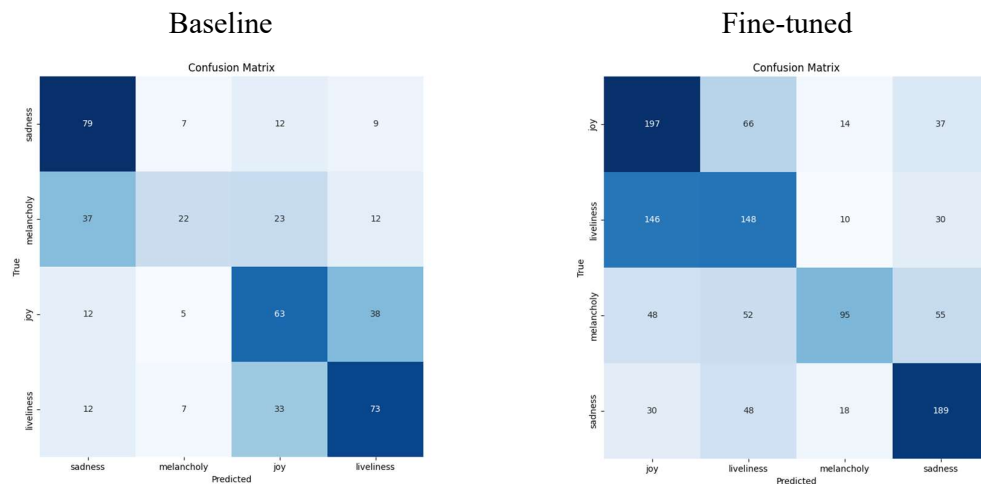 Baseline
Confusion Matrix
True
sadness 79 7 12 9
melancholy 37 22 23 12
joy 12 5 63 38
liveliness 12 7 33 73
sadness melancholy joy liveliness
Predicted
Fine-tuned
Confusion Matrix
True
joy 197 66 14 37
liveliness 146 148 10 30
melancholy 48 52 95 55
sadness 30 48 18 189
joy liveliness melancholy sadness
Predicted